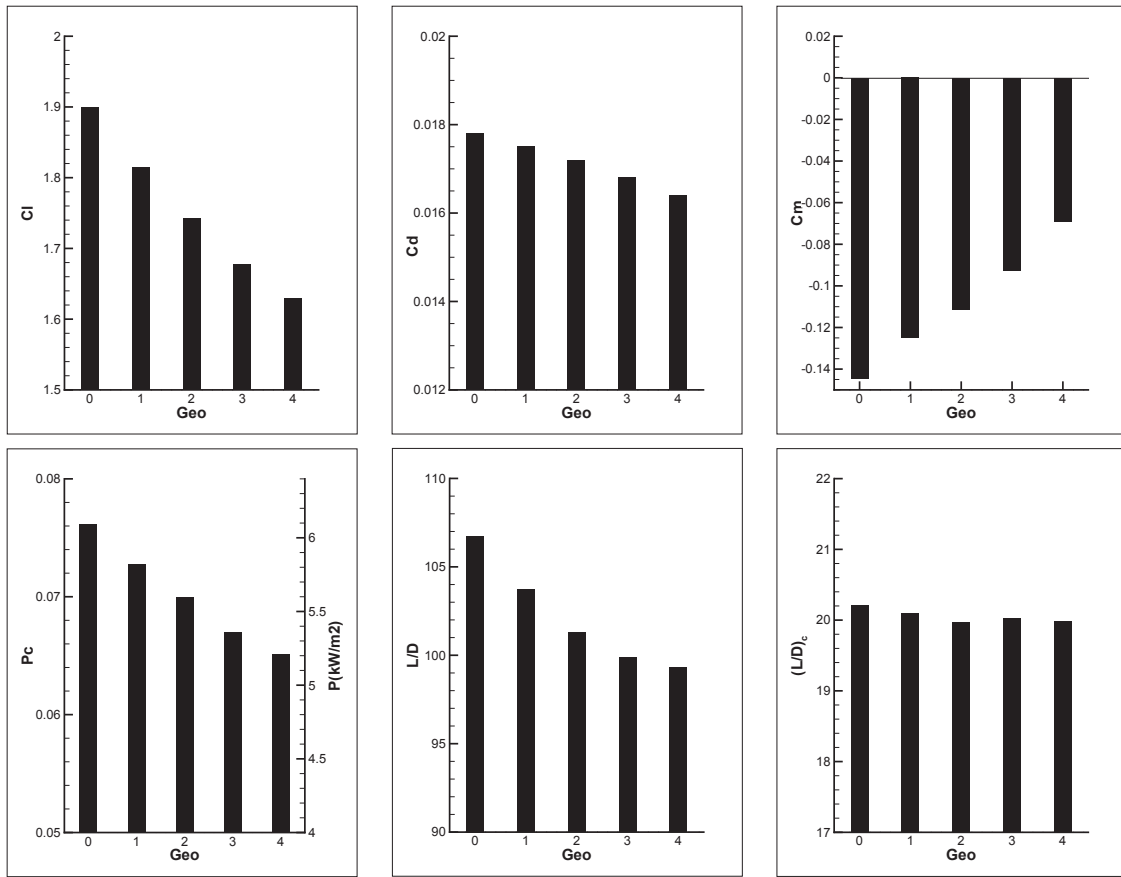 2
1.9
1.8
1.7
1.6
1.5
Cl
0 1 2 3 4
Geo
0.02
0.018
0.016
0.014
0.012
Cd
0 1 2 3 4
Geo
0.02
0
-0.02
-0.04
-0.06
-0.08
-0.1
-0.12
-0.14
Cm
0 1 2 3 4
Geo
0.08
0.07
0.06
0.05
Pc
6
5.5
5
4.5
4
P(kW/m2)
0 1 2 3 4
Geo
110
105
100
95
90
L/D
0 1 2 3 4
Geo
22
21
20
19
18
17
(L/D)c
0 1 2 3 4
Geo